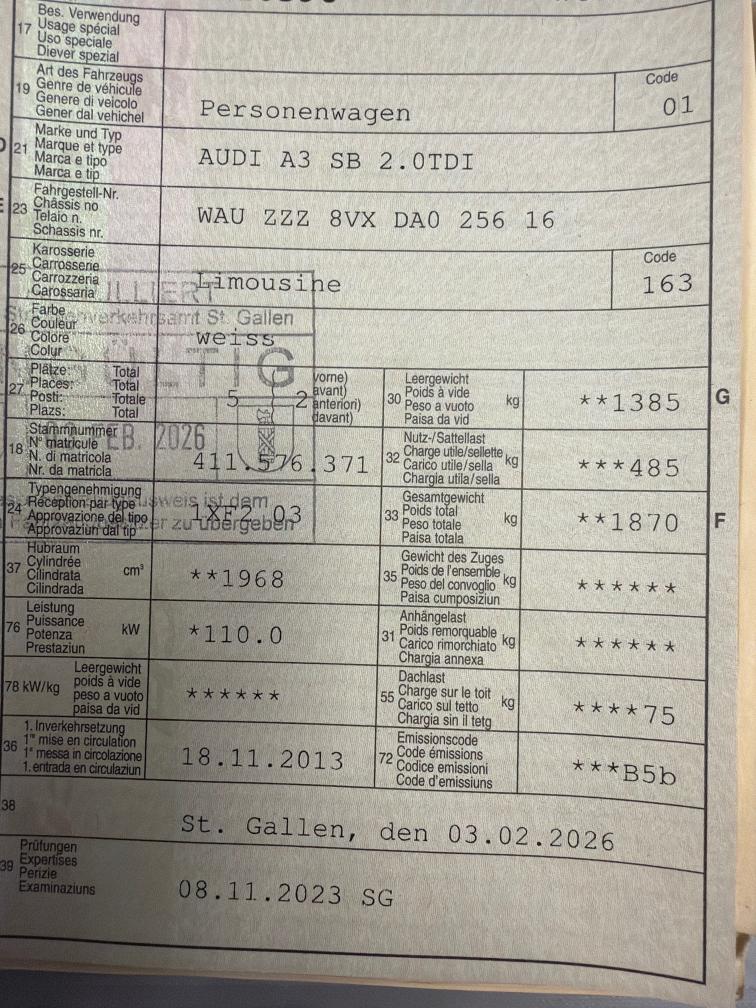 17 Bes. Verwendung
Usage spécial
Uso speciale
Diever spezial
19 Art des Fahrzeugs
Genre de véhicule
Genere di veicolo
Gener dal vehichel
Personenwagen
Code
01
21 Marke und Typ
Marque et type
Marca e tipo
Marca e tip
AUDI A3 SB 2.0TDI
23 Fahrgestell-Nr.
Châssis no
Telaio n.
Schassis nr.
WAU ZZZ 8VX DA0 256 16
25 Karosserie
Carrosserie
Carrozzeria
Carossaria
Limousine
Code
163
26 Farbe
Couleur
Colore
Colur
weiss
St. Gallen
27 Plätze: Total
Places: Total
Posti: Totale
Plazs: Total
5 2
vorne)
avant)
anteriori)
davant)
30 Leergewicht
Poids à vide
Peso a vuoto
Paisa da vid
kg
**1385
G
18 Stammnummer
N° matricule
N. di matricola
Nr. da matricla
411.576.371
EB. 2026
32 Nutz-/Sattellast
Charge utile/sellette
Carico utile/sella
Chargia utila/sella
kg
***485
24 Typengenehmigung
Réception par type
Approvazione del tipo
Approvaziun dal tip
1XF2 03
ausweis ist dem
zu übergeben
33 Gesamtgewicht
Poids total
Peso totale
Paisa totala
kg
**1870
F
37 Hubraum
Cylindrée
Cilindrata
Cilindrada
cm³
**1968
35 Gewicht des Zuges
Poids de l'ensemble
Peso del convoglio
Paisa cumposiziun
kg
******
76 Leistung
Puissance
Potenza
Prestaziun
kW
*110.0
31 Anhängelast
Poids remorquable
Carico rimorchiato
Chargia annexa
kg
******
78 kW/kg
Leergewicht
poids à vide
peso a vuoto
paisa da vid
******
55 Dachlast
Charge sur le toit
Carico sul tetto
Chargia sin il tetg
kg
****75
36 1. Inverkehrsetzung
1re mise en circulation
1a messa in circolazione
1. entrada en circulaziun
18.11.2013
72 Emissionscode
Code émissions
Codice emissioni
Code d'emissiuns
***B5b
38
St. Gallen, den 03.02.2026
39 Prüfungen
Expertises
Perizie
Examinaziuns
08.11.2023 SG